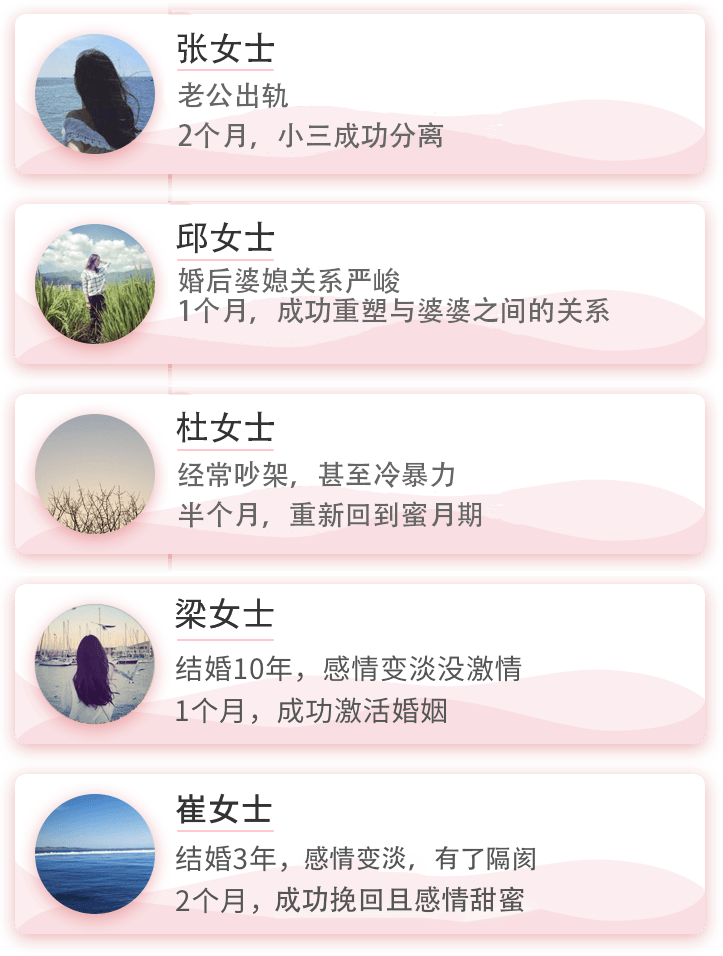 张女士
老公出轨
2个月，小三成功分离
邱女士
婚后婆媳关系严峻
1个月，成功重塑与婆婆之间的关系
杜女士
经常吵架，甚至冷暴力
半个月，重新回到蜜月期
梁女士
结婚10年，感情变淡没激情
1个月，成功激活婚姻
崔女士
结婚3年，感情变淡，有了隔阂
2个月，成功挽回且感情甜蜜